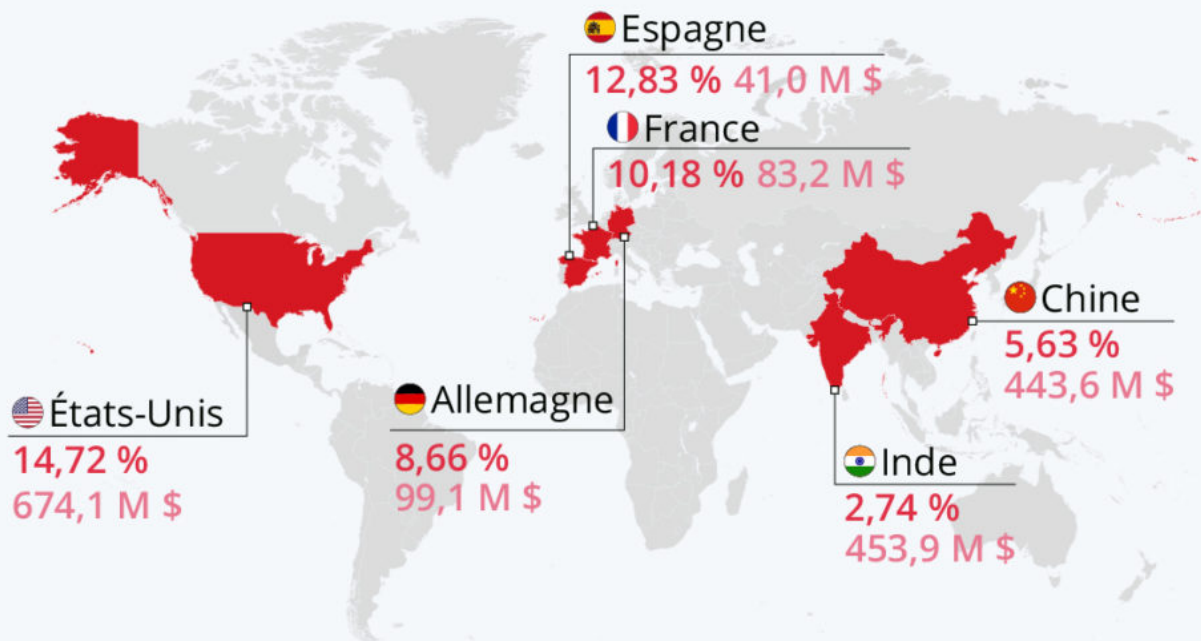 Espagne
12,83 % 41,0 M $
France
10,18 % 83,2 M $
Chine
5,63 %
443,6 M $
États-Unis
14,72 %
674,1 M $
Allemagne
8,66 %
99,1 M $
Inde
2,74 %
453,9 M $